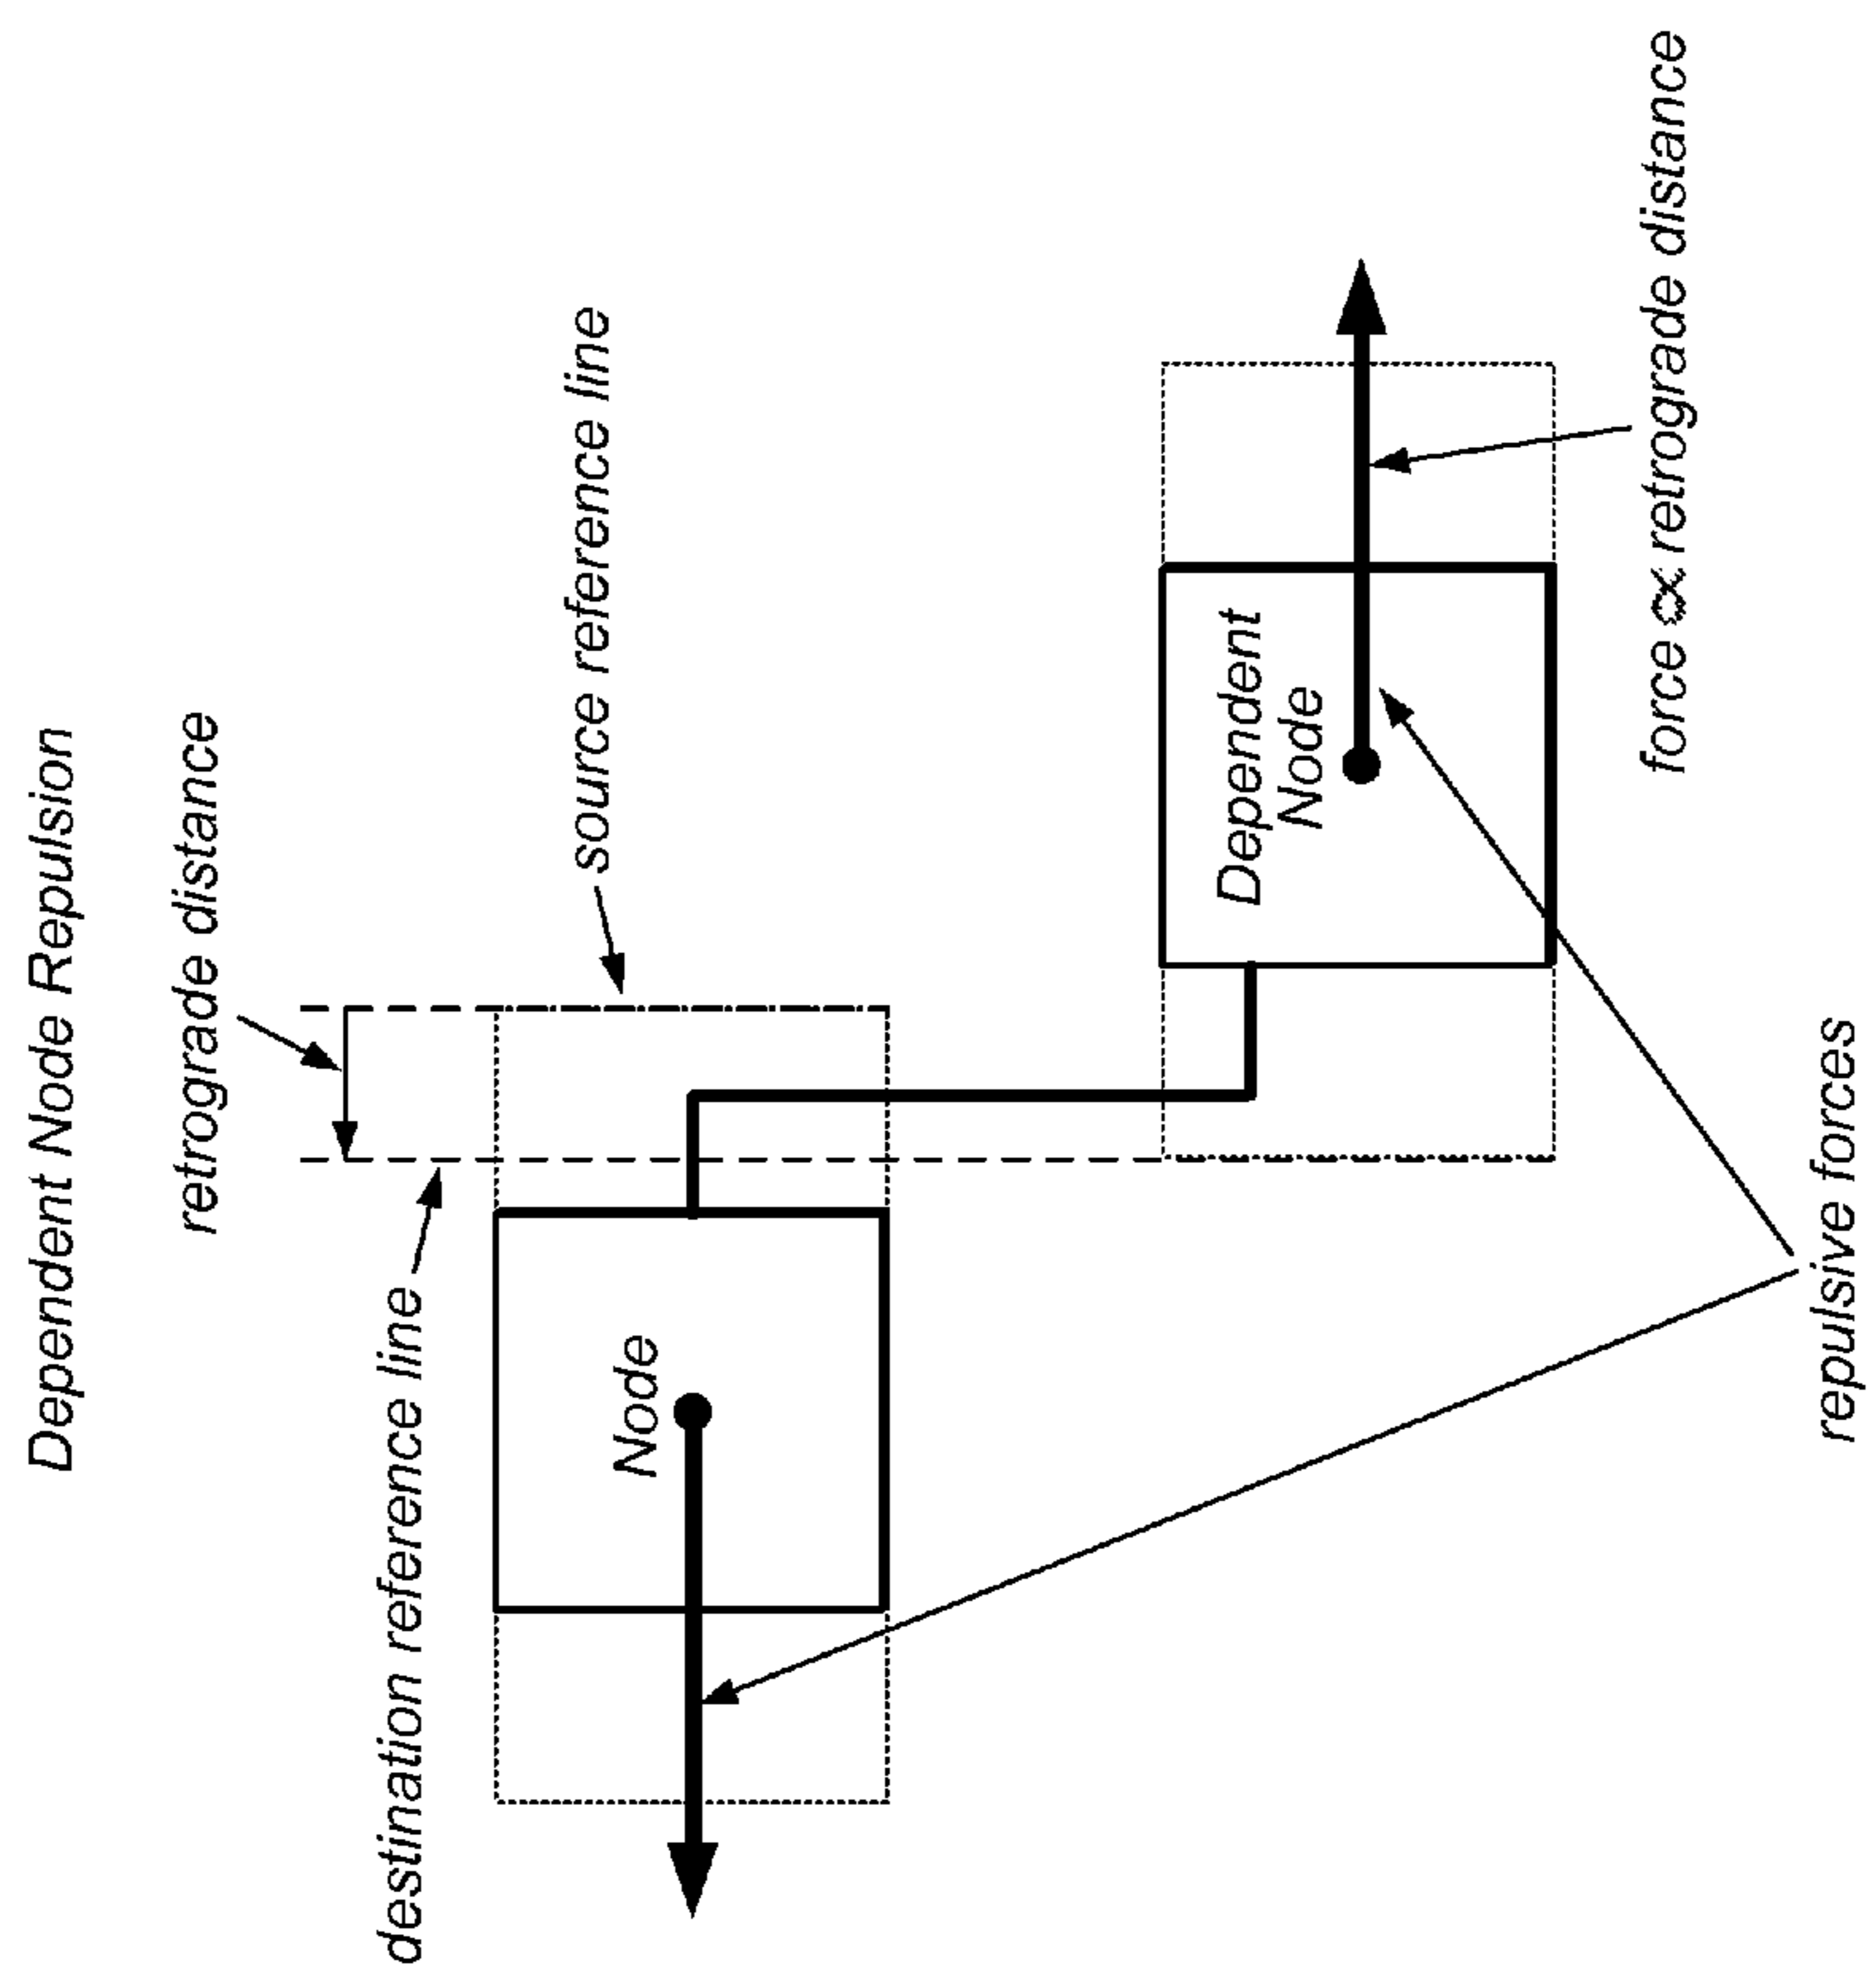 Dependent Node Repulsion
retrograde distance
destination reference line
source reference line
Node
Dependent
Node
force ∝ retrograde distance
repulsive forces